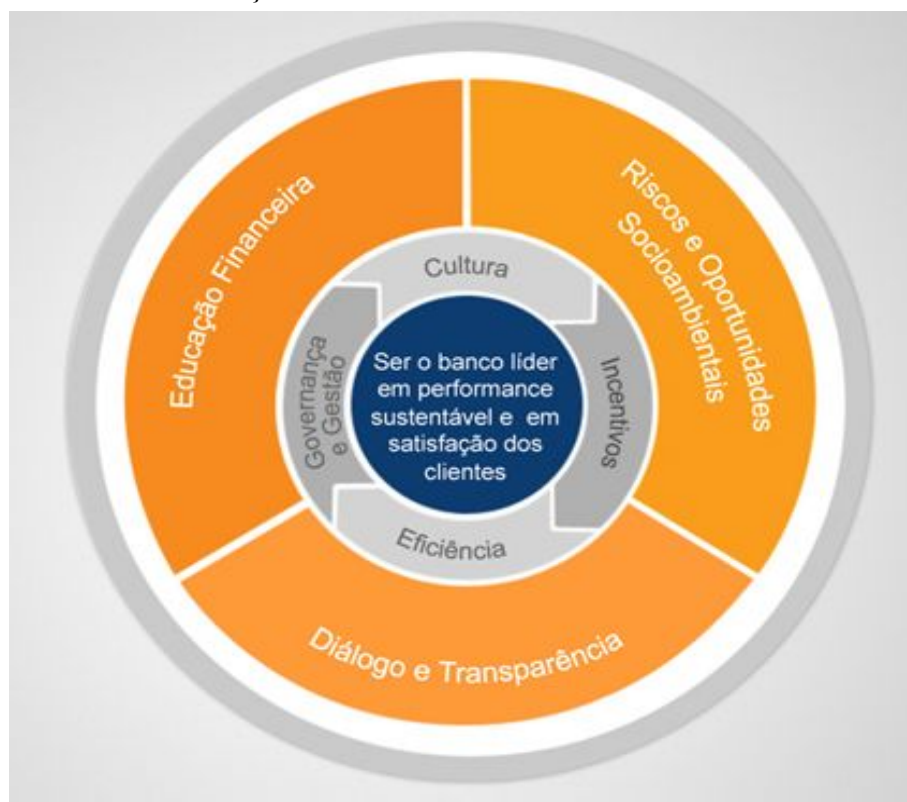 Educação Financeira
Riscos e Oportunidades
Socioambientais
Cultura
Governança
e Gestão
Incentivos
Ser o banco líder
em performance
sustentável e em
satisfação dos
clientes
Eficiência
Diálogo e Transparência